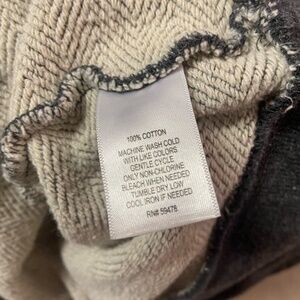 100% COTTON
MACHINE WASH COLD
WITH LIKE COLORS
GENTLE CYCLE
ONLY NON-CHLORINE
BLEACH WHEN NEEDED
TUMBLE DRY LOW
COOL IRON IF NEEDED
RN# 59478